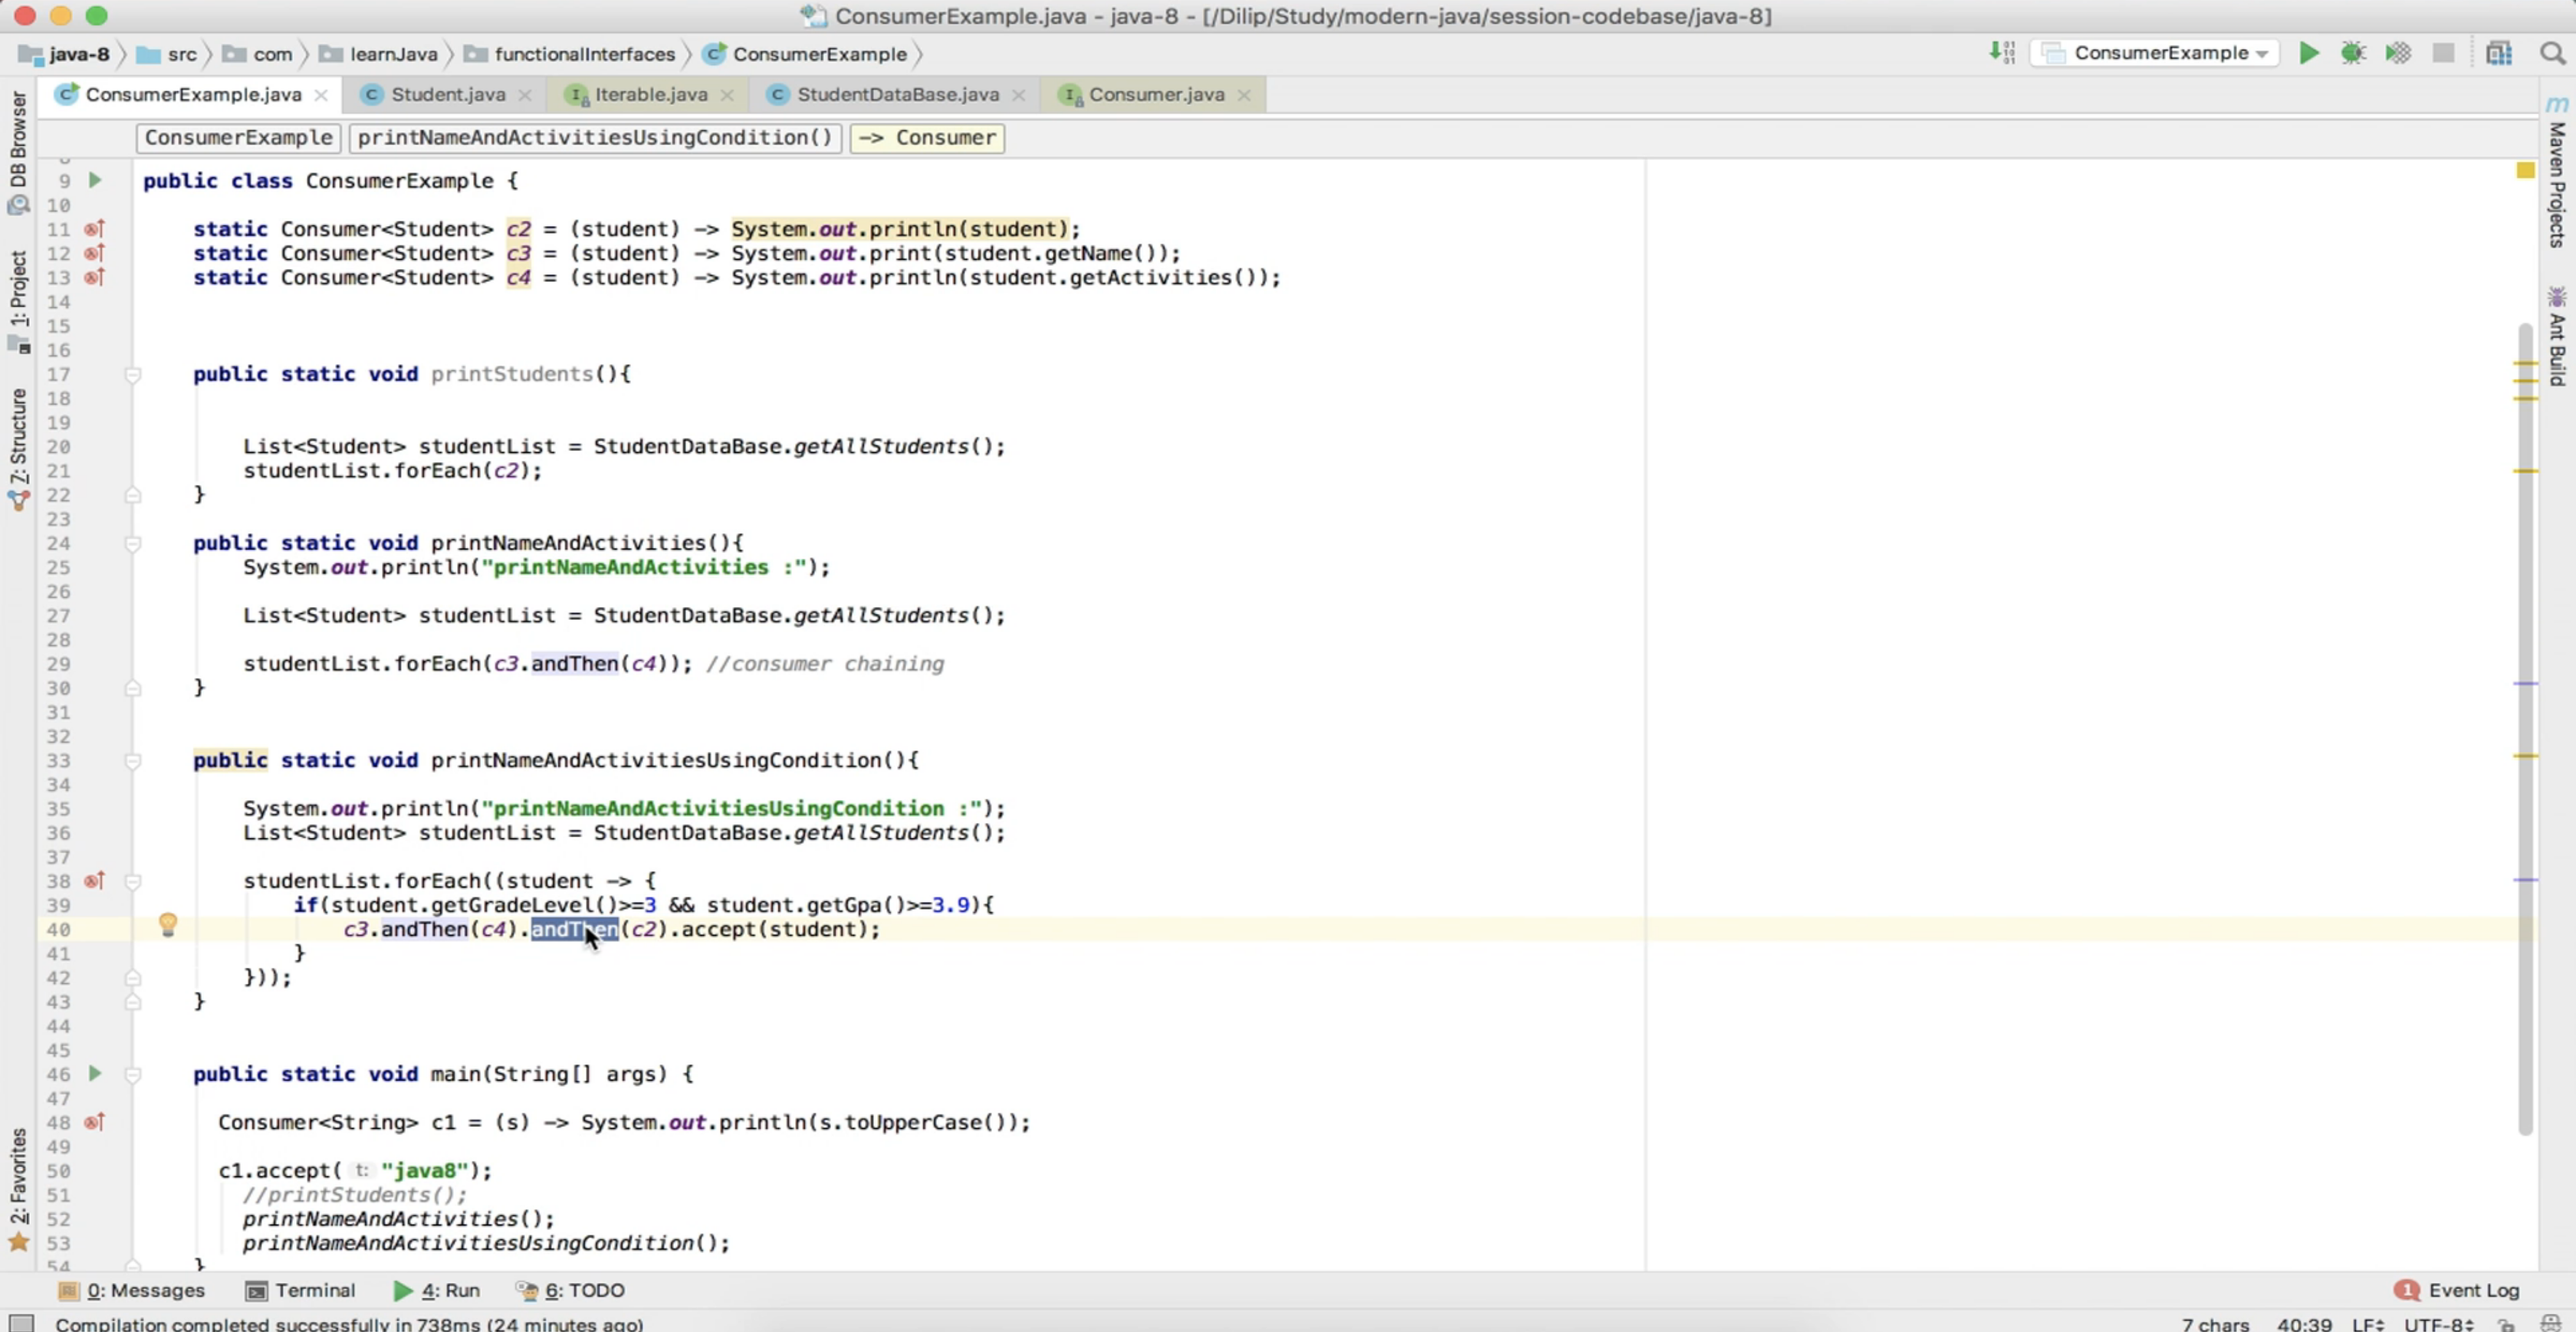 ConsumerExample.java - java-8 - [/Dilip/Study/modern-java/session-codebase/java-8]
java-8 src com learnJava functionalInterfaces ConsumerExample ConsumerExample
ConsumerExample.java Student.java Iterable.java StudentDataBase.java Consumer.java
ConsumerExample printNameAndActivitiesUsingCondition() -> Consumer
9 public class ConsumerExample {
10
11 static Consumer<Student> c2 = (student) -> System.out.println(student);
12 static Consumer<Student> c3 = (student) -> System.out.print(student.getName());
13 static Consumer<Student> c4 = (student) -> System.out.println(student.getActivities());
14
15
16
17 public static void printStudents(){
18
19
20 List<Student> studentList = StudentDataBase.getAllStudents();
21 studentList.forEach(c2);
22 }
23
24 public static void printNameAndActivities(){
25 System.out.println("printNameAndActivities :");
26
27 List<Student> studentList = StudentDataBase.getAllStudents();
28
29 studentList.forEach(c3.andThen(c4)); //consumer chaining
30 }
31
32
33 public static void printNameAndActivitiesUsingCondition(){
34
35 System.out.println("printNameAndActivitiesUsingCondition :");
36 List<Student> studentList = StudentDataBase.getAllStudents();
37
38 studentList.forEach((student -> {
39 if(student.getGradeLevel()>=3 && student.getGpa()>=3.9){
40 c3.andThen(c4).andThen(c2).accept(student);
41 }
42 }));
43 }
44
45
46 public static void main(String[] args) {
47
48 Consumer<String> c1 = (s) -> System.out.println(s.toUpperCase());
49
50 c1.accept( t: "java8");
51 //printStudents();
52 printNameAndActivities();
53 printNameAndActivitiesUsingCondition();
54 }
DB Browser
1: Project
7: Structure
2: Favorites
Maven Projects
Ant Build
0: Messages Terminal 4: Run 6: TODO 1 Event Log
Compilation completed successfully in 738ms (24 minutes ago) 7 chars 40:39 LF UTF-8